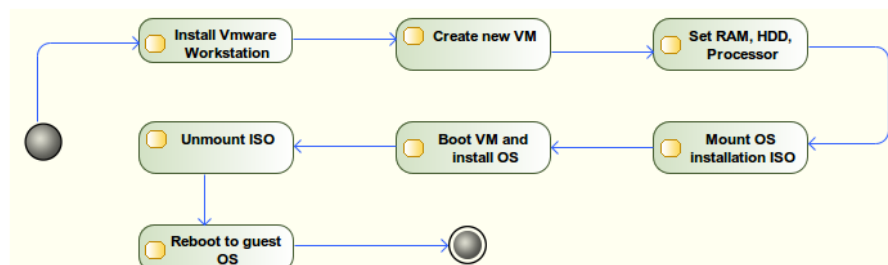 Install Vmware
Workstation
Create new VM
Set RAM, HDD,
Processor
Mount OS
installation ISO
Boot VM and
install OS
Unmount ISO
Reboot to guest
OS